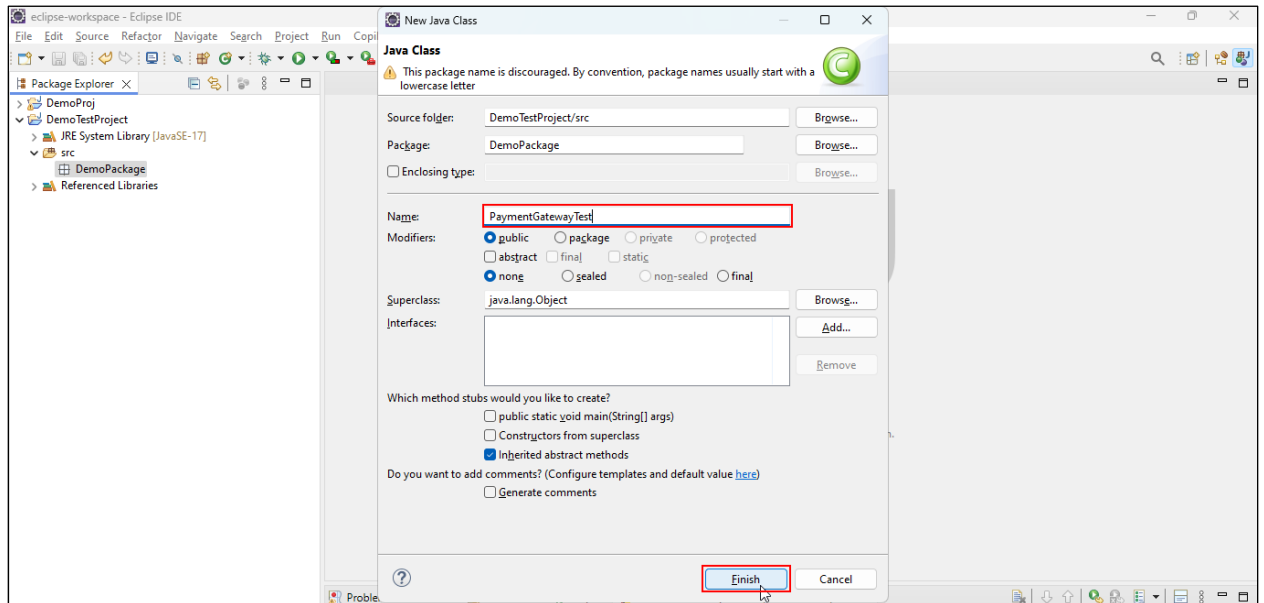 eclipse-workspace - Eclipse IDE
File Edit Source Refactor Navigate Search Project Run Copil
Package Explorer
DemoProj
DemoTestProject
JRE System Library [JavaSE-17]
src
DemoPackage
Referenced Libraries
New Java Class
Java Class
This package name is discouraged. By convention, package names usually start with a
lowercase letter
Source folder: DemoTestProject/src Browse...
Package: DemoPackage Browse...
Enclosing type: Browse...
Name: PaymentGatewayTest
Modifiers: public package private protected
abstract final static
none sealed non-sealed final
Superclass: java.lang.Object Browse...
Interfaces: Add...
Remove
Which method stubs would you like to create?
public static void main(String[] args)
Constructors from superclass
Inherited abstract methods
Do you want to add comments? (Configure templates and default value here)
Generate comments
Finish Cancel
Proble